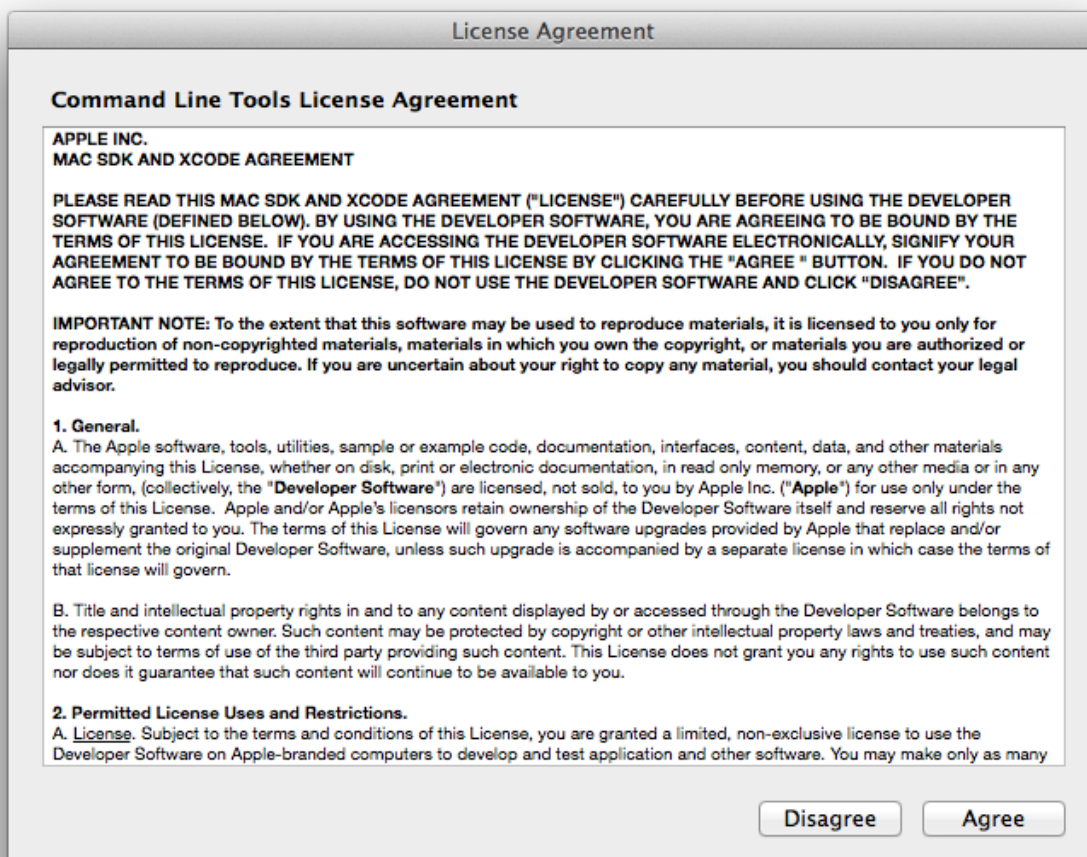 License Agreement
Command Line Tools License Agreement
APPLE INC.
MAC SDK AND XCODE AGREEMENT
PLEASE READ THIS MAC SDK AND XCODE AGREEMENT ("LICENSE") CAREFULLY BEFORE USING THE DEVELOPER
SOFTWARE (DEFINED BELOW). BY USING THE DEVELOPER SOFTWARE, YOU ARE AGREEING TO BE BOUND BY THE
TERMS OF THIS LICENSE.  IF YOU ARE ACCESSING THE DEVELOPER SOFTWARE ELECTRONICALLY, SIGNIFY YOUR
AGREEMENT TO BE BOUND BY THE TERMS OF THIS LICENSE BY CLICKING THE "AGREE " BUTTON.  IF YOU DO NOT
AGREE TO THE TERMS OF THIS LICENSE, DO NOT USE THE DEVELOPER SOFTWARE AND CLICK “DISAGREE”.
IMPORTANT NOTE: To the extent that this software may be used to reproduce materials, it is licensed to you only for
reproduction of non-copyrighted materials, materials in which you own the copyright, or materials you are authorized or
legally permitted to reproduce. If you are uncertain about your right to copy any material, you should contact your legal
advisor.
1. General.
A. The Apple software, tools, utilities, sample or example code, documentation, interfaces, content, data, and other materials
accompanying this License, whether on disk, print or electronic documentation, in read only memory, or any other media or in any
other form, (collectively, the "Developer Software") are licensed, not sold, to you by Apple Inc. ("Apple") for use only under the
terms of this License.  Apple and/or Apple’s licensors retain ownership of the Developer Software itself and reserve all rights not
expressly granted to you. The terms of this License will govern any software upgrades provided by Apple that replace and/or
supplement the original Developer Software, unless such upgrade is accompanied by a separate license in which case the terms of
that license will govern.
B. Title and intellectual property rights in and to any content displayed by or accessed through the Developer Software belongs to
the respective content owner. Such content may be protected by copyright or other intellectual property laws and treaties, and may
be subject to terms of use of the third party providing such content. This License does not grant you any rights to use such content
nor does it guarantee that such content will continue to be available to you.
2. Permitted License Uses and Restrictions.
A. License. Subject to the terms and conditions of this License, you are granted a limited, non-exclusive license to use the
Developer Software on Apple-branded computers to develop and test application and other software. You may make only as many
Disagree
Agree